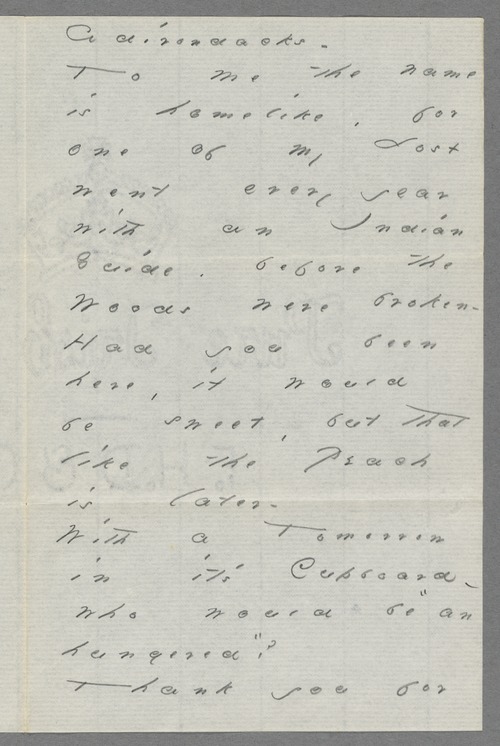 Adirondacks.
To me the name
is homelike, for
one of my Lost
went every year
with an Indian
Guide, before the
Woods were broken-
Had you been
here, it would
be sweet, but that
like the Peach
is later-
With a Tomorrow
in it's Cupboard,
who would be "an
hungered"?
Thank you for